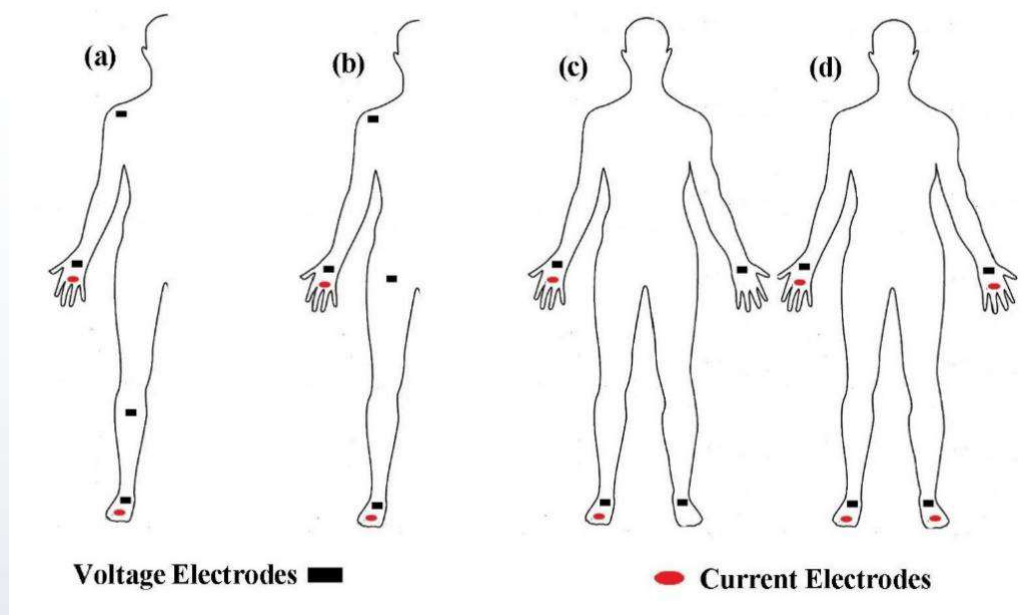 (a)
(b)
(c)
(d)
Voltage Electrodes
Current Electrodes